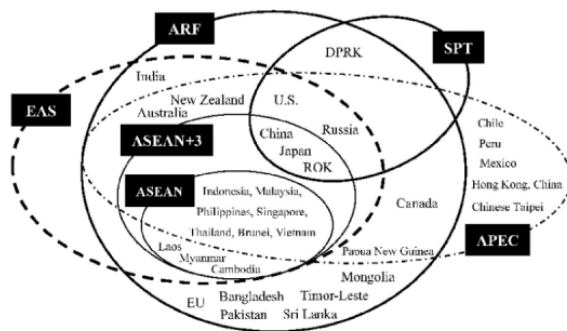 ARF
SPT
DPRK
India
EAS
New Zealand
U.S.
Australia
Russia
Chile
ASEAN+3
China
Japan
ROK
Peru
Mexico
Hong Kong, China
Chinese Taipei
ASEAN
Indonesia, Malaysia,
Philippines, Singapore,
Thailand, Brunei, Vietnam
Canada
APEC
Laos
Myanmar
Cambodia
Papua New Guinea
Mongolia
EU
Bangladesh
Timor-Leste
Pakistan
Sri Lanka